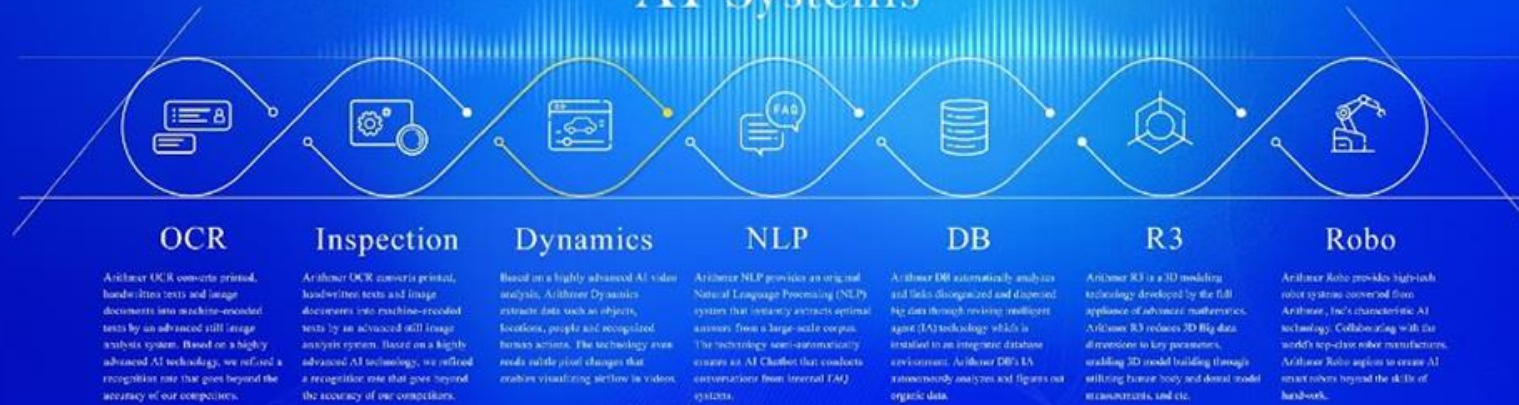 AI Systems
FAQ
OCR
Arithmer OCR converts printed,
handwritten texts and image
documents into machine-encoded
texts by an advanced still image
analysis system. Based on a highly
advanced AI technology, we refined a
recognition rate that goes beyond the
accuracy of our competitors.
Inspection
Arithmer OCR converts printed,
handwritten texts and image
documents into machine-encoded
texts by an advanced still image
analysis system. Based on a highly
advanced AI technology, we refined
a recognition rate that goes beyond
the accuracy of our competitors.
Dynamics
Based on a highly advanced AI video
analysis, Arithmer Dynamics
extracts data such as objects,
locations, people and recognized
human actions. The technology even
reads subtle pixel changes that
enables visualizing airflow in videos.
NLP
Arithmer NLP provides an original
Natural Language Processing (NLP)
system that instantly extracts optimal
answers from a large-scale corpus.
The technology semi-automatically
creates an AI Chatbot that conducts
conversations from internal FAQ
systems.
DB
Arithmer DB automatically analyzes
and links disorganized and dispersed
big data through revising intelligent
agent (IA) technology which is
installed to an integrated database
environment. Arithmer DB's IA
autonomously analyzes and figures out
organic data.
R3
Arithmer R3 is a 3D modeling
technology developed by the full
appliance of advanced mathematics.
Arithmer R3 reduces 3D Big data
dimensions to key parameters,
enabling 3D model building through
utilizing human body and dental model
measurements, and etc.
Robo
Arithmer Robo provides high-tech
robot systems converted from
Arithmer, Inc's characteristic AI
technology. Collaborating with the
world's top-class robot manufacturers,
Arithmer Robo aspires to create AI
smart robots beyond the skills of
handwork.